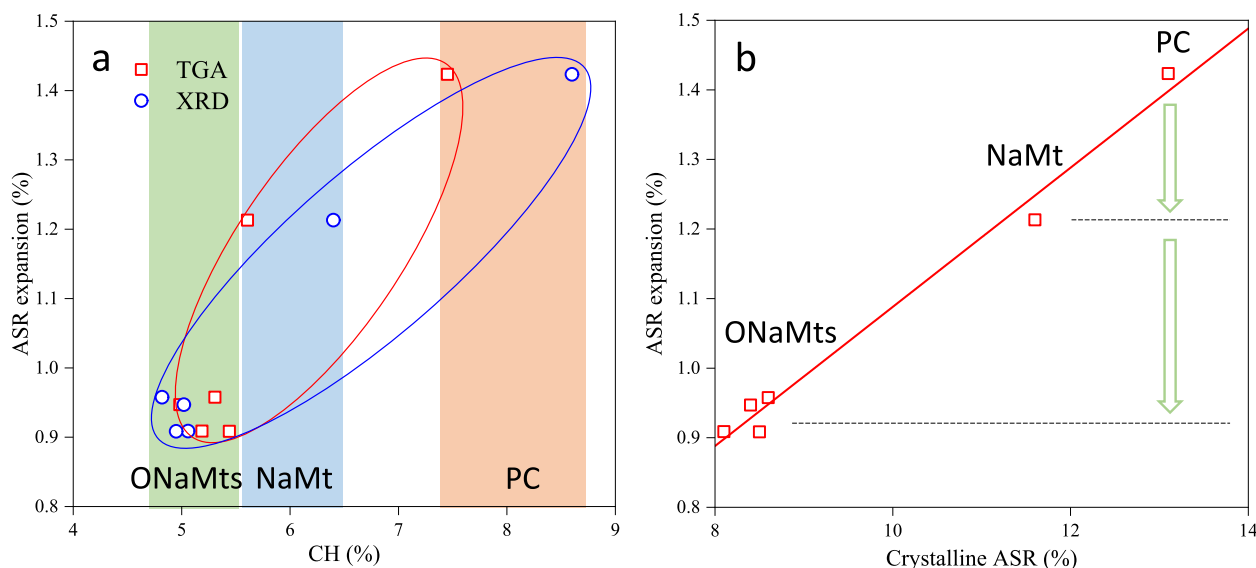 a
TGA
XRD
ONaMts
NaMt
PC
1.5
1.4
1.3
1.2
1.1
1.0
0.9
0.8
ASR expansion (%)
4
5
6
7
8
9
CH (%)
b
PC
NaMt
ONaMts
1.5
1.4
1.3
1.2
1.1
1.0
0.9
0.8
ASR expansion (%)
8
10
12
14
Crystalline ASR (%)